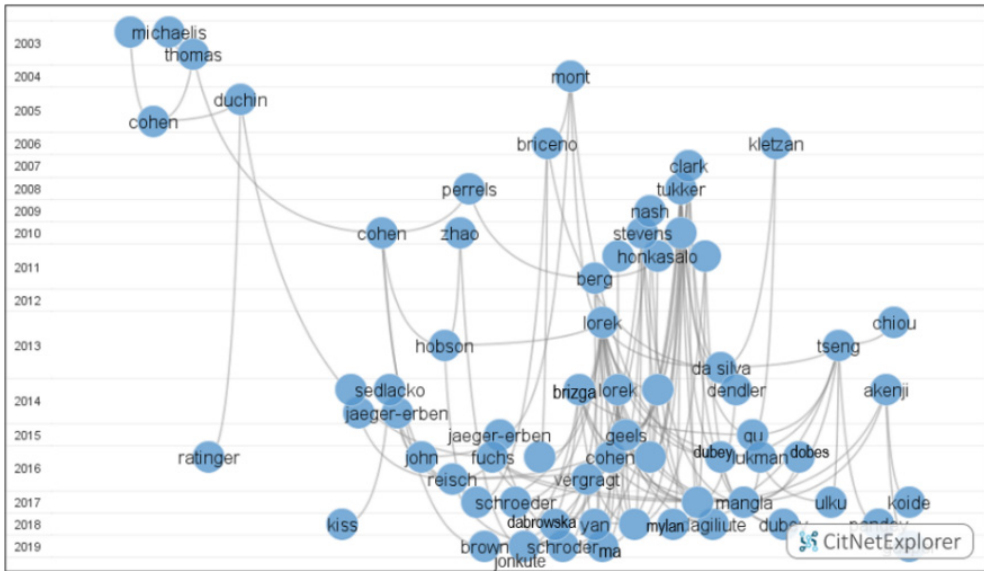 2003
michaelis
thomas
2004
mont
2005
duchin
cohen
2006
briceno
kletzan
2007
clark
2008
perrels
tukker
2009
nash
2010
cohen
zhao
stevens
2011
honkasalo
berg
2012
lorek
chiou
2013
hobson
tseng
da silva
2014
sedlacko
brizga
lorek
dendler
akenji
jaeger-erben
2015
jaeger-erben
geels
qu
2016
ratinger
john
fuchs
cohen
dubey
lukman
dobes
reisch
vergragt
2017
schroeder
mangla
ulku
koide
2018
kiss
dabrowska
yan
mylan
lagiliute
dubey
pandey
2019
brown
schroder
ma
jonkute
CitNetExplorer